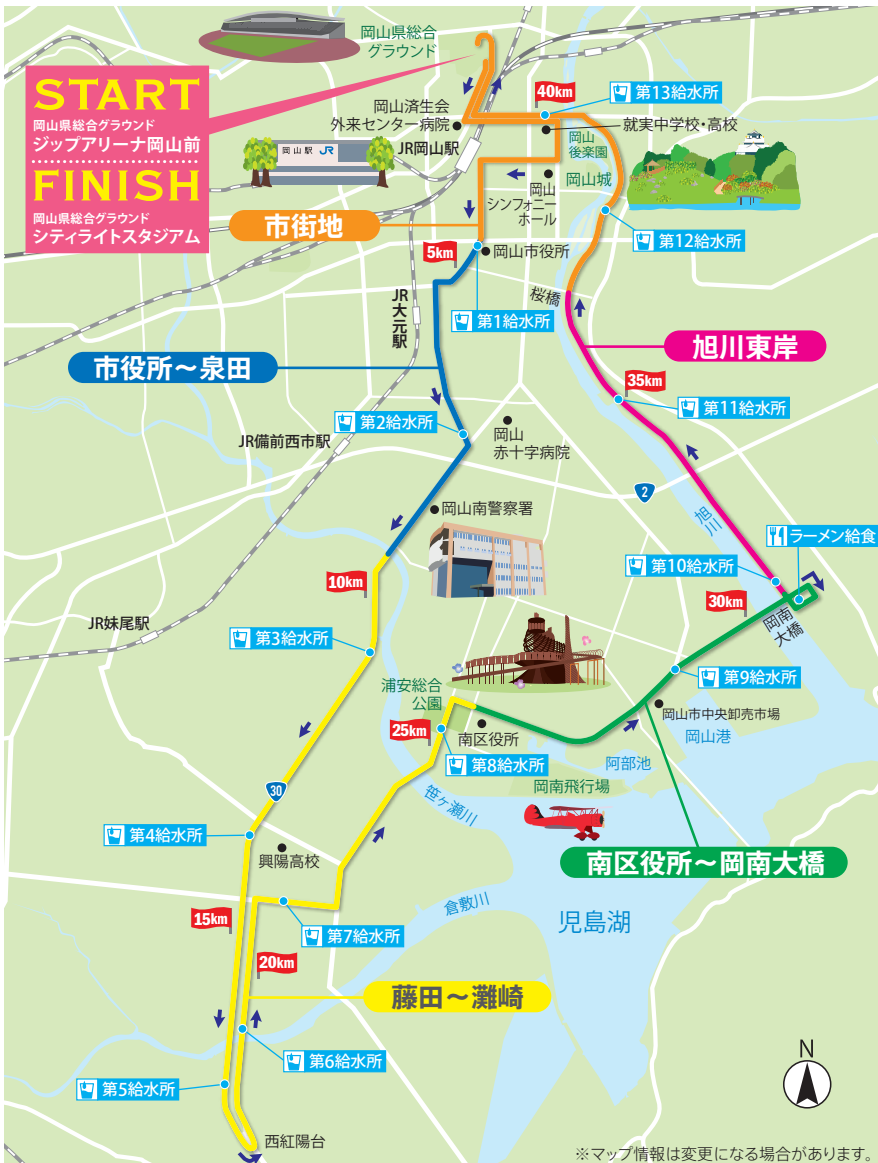 岡山県総合
グラウンド
START
岡山県総合グラウンド
ジップアリーナ岡山前
FINISH
岡山県総合グラウンド
シティライトスタジアム
40km
第13給水所
岡山済生会
外来センター病院
就実中学校・高校
JR岡山駅
岡山駅 JR
岡山
後楽園
岡山城
岡山
シンフォニー
ホール
市街地
第12給水所
5km
岡山市役所
桜橋
JR大元駅
第1給水所
旭川東岸
市役所～泉田
35km
第11給水所
第2給水所
岡山
赤十字病院
JR備前西市駅
2
岡山南警察署
旭川
ラーメン給食
第10給水所
10km
30km
岡南
大橋
JR妹尾駅
第3給水所
第9給水所
浦安総合
公園
岡山市中央卸売市場
25km
南区役所
岡山港
第8給水所
阿部池
岡南飛行場
30
笹ヶ瀬川
第4給水所
興陽高校
南区役所～岡南大橋
倉敷川
15km
児島湖
第7給水所
20km
藤田～灘崎
第6給水所
第5給水所
N
西紅陽台
※マップ情報は変更になる場合があります。